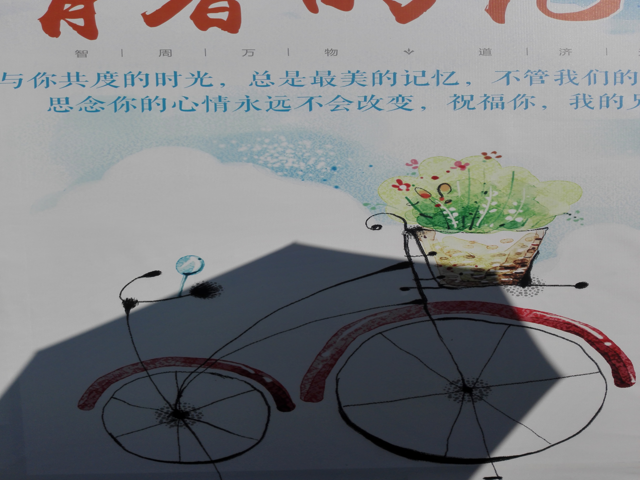 智 | 周 | 万 | 物 | 道 | 济
与你共度的时光，总是最美的记忆，不管我们的
思念你的心情永远不会改变，祝福你，我的